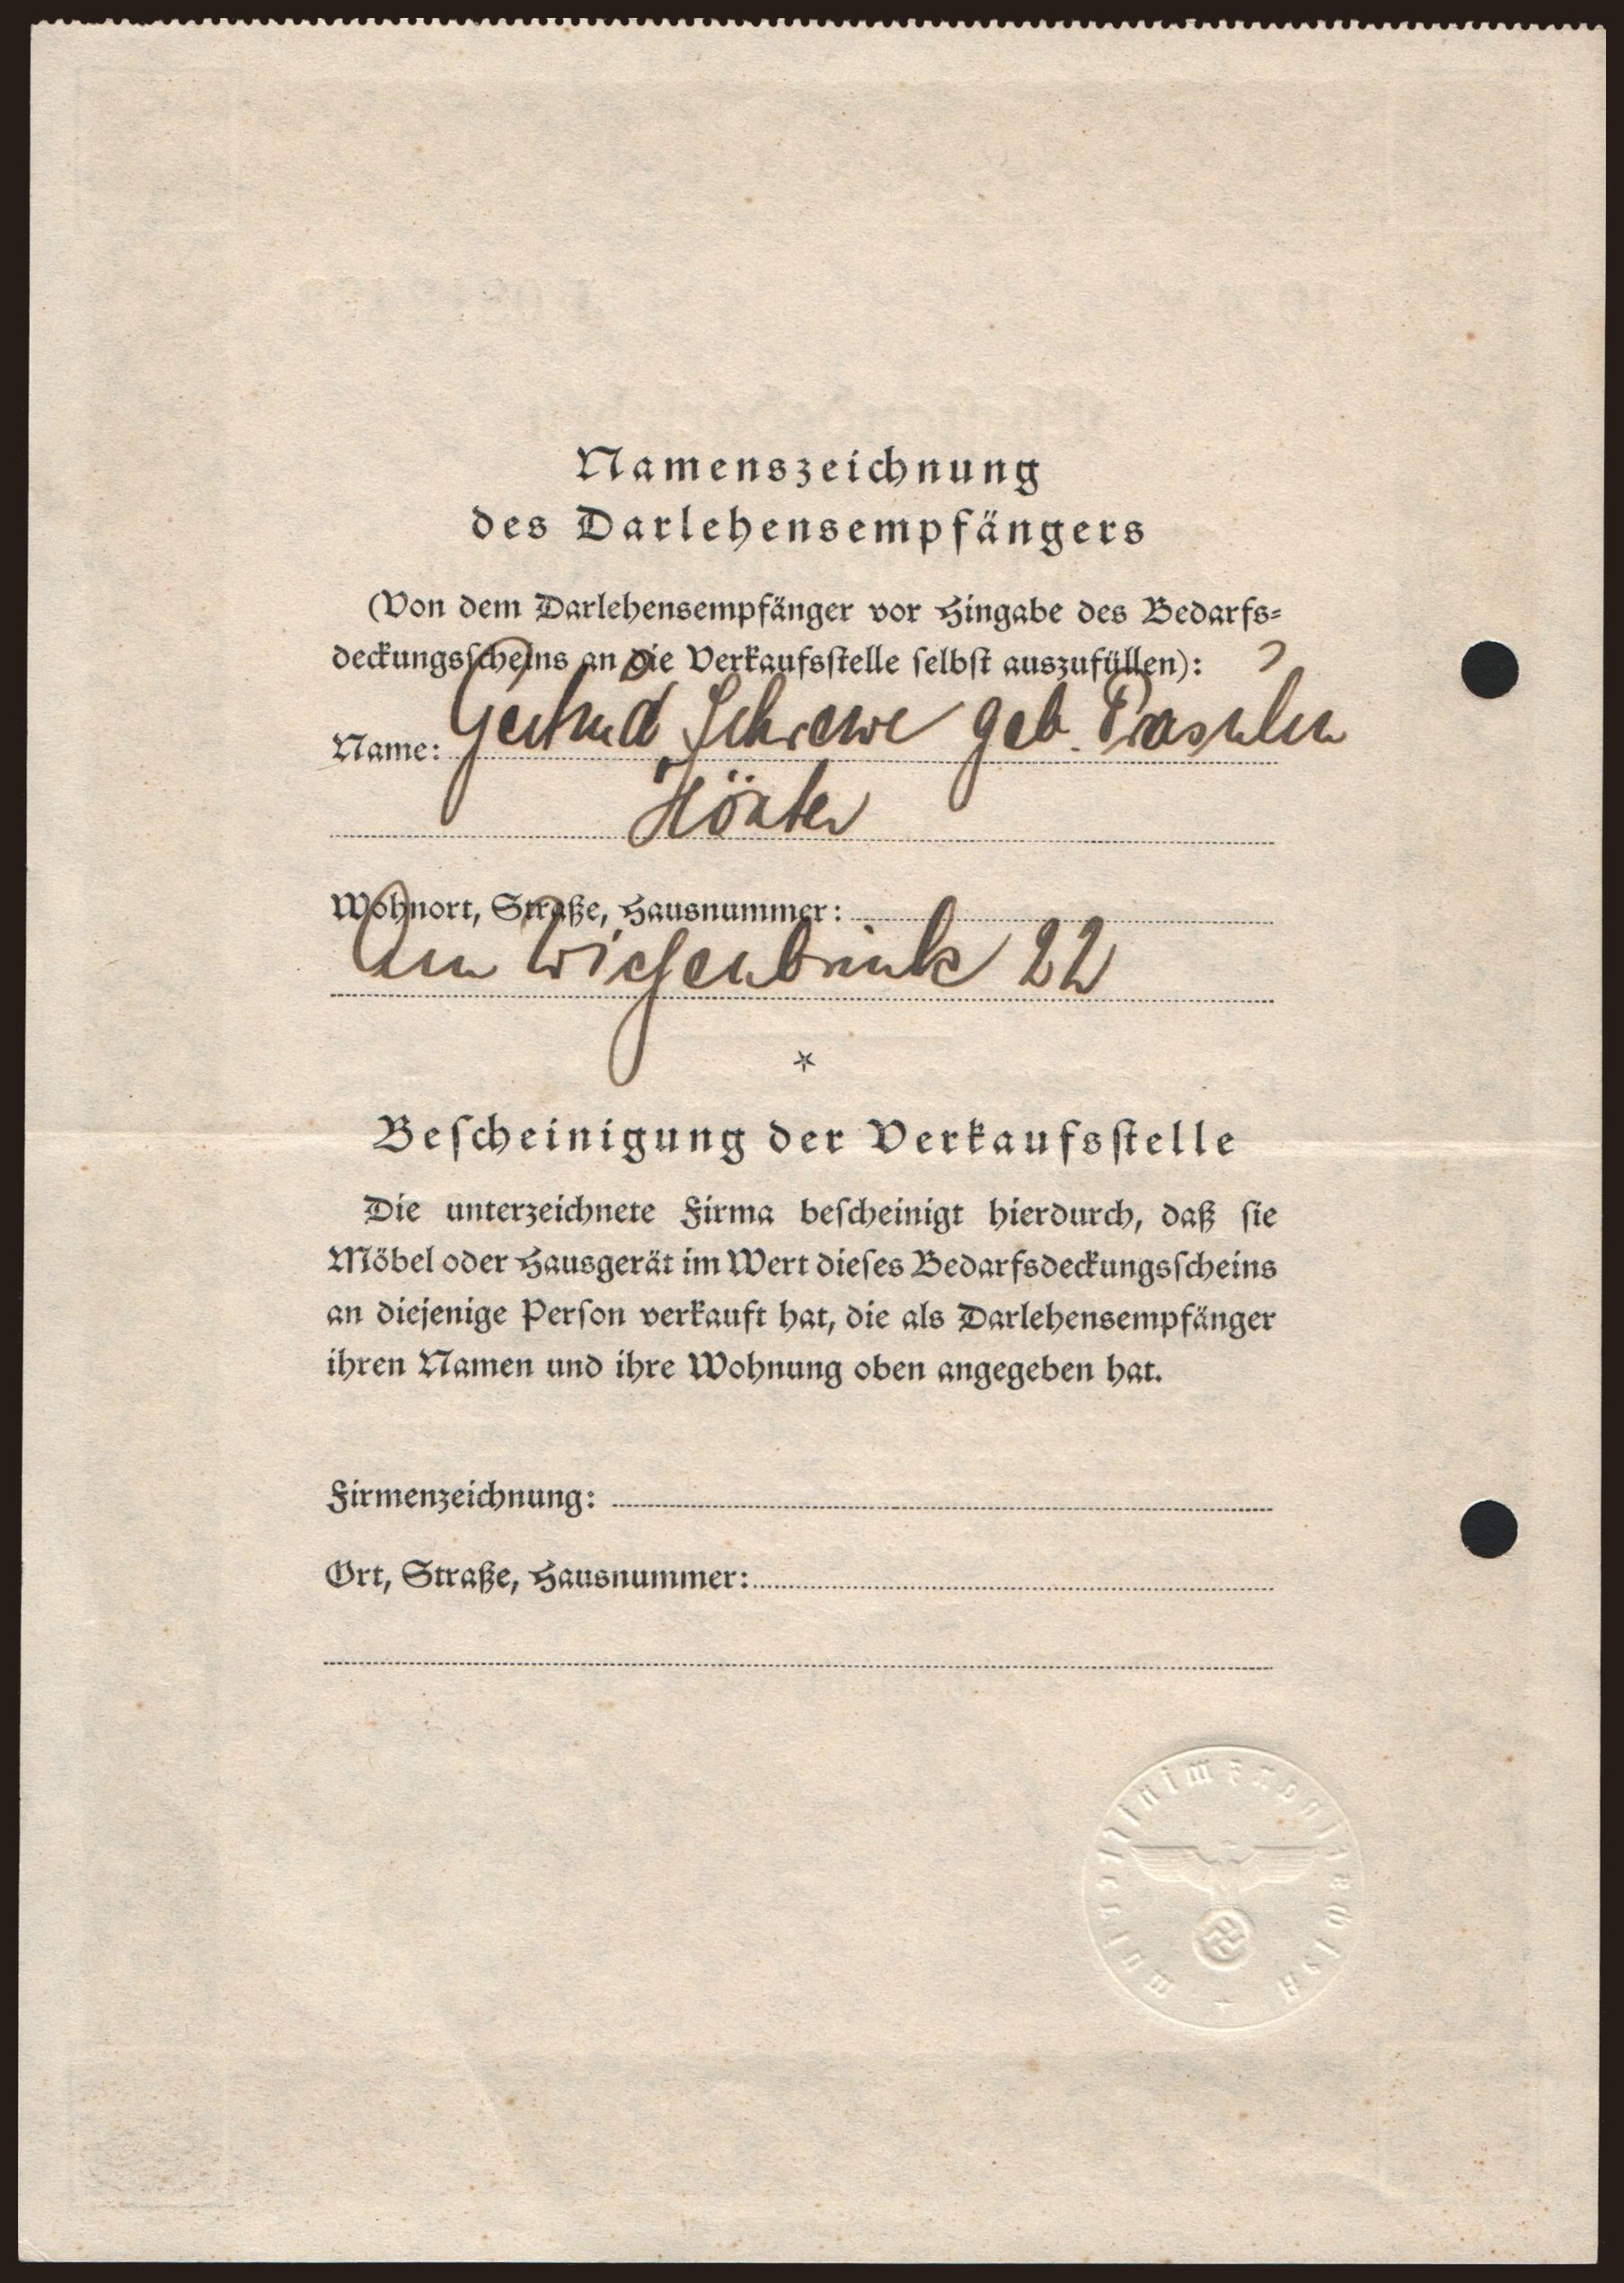 Namenszeichnung
des Darlehensempfängers
(Von dem Darlehensempfänger vor Hingabe des Bedarfs-
deckungsscheins an die Verkaufsstelle selbst auszufüllen):
Name: Gertrud Schrewe geb.
Höxter
Wohnort, Straße, Hausnummer:
Am Wiesenbrink 22
*
Bescheinigung der Verkaufsstelle
Die unterzeichnete Firma bescheinigt hierdurch, daß sie
Möbel oder Hausgerät im Wert dieses Bedarfsdeckungsscheins
an diejenige Person verkauft hat, die als Darlehensempfänger
ihren Namen und ihre Wohnung oben angegeben hat.
Firmenzeichnung:
Ort, Straße, Hausnummer: